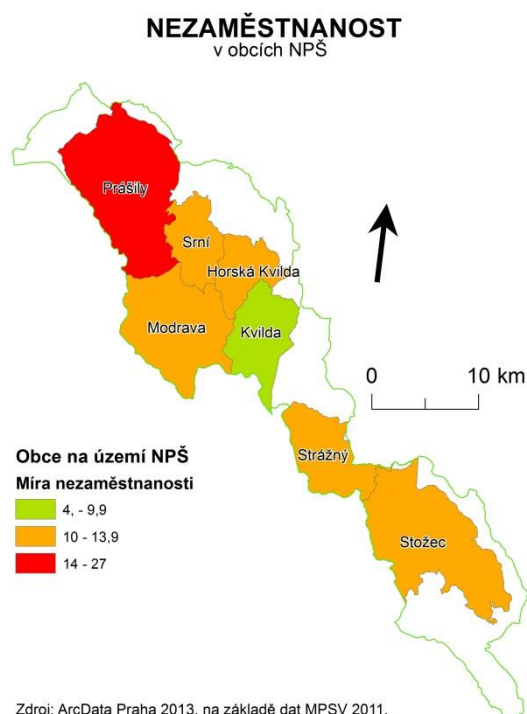 NEZAMĚSTNANOST
v obcích NPŠ
Prášily
Srní
Horská Kvilda
Modrava
Kvilda
0 10 km
Strážný
Stožec
Obce na území NPŠ
Míra nezaměstnanosti
4, - 9,9
10 - 13,9
14 - 27
Zdroj: ArcData Praha 2013, na základě dat MPSV 2011.